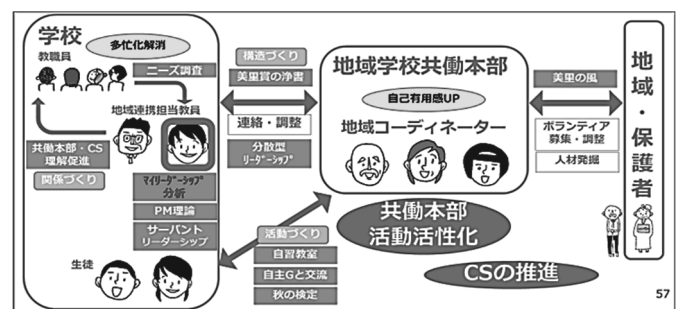 学校
多忙化解消
教職員
ニーズ調査
地域連携担当教員
共働本部・CS
理解促進
関係づくり
マイリーダーシップ
分析
PM理論
サーバント
リーダーシップ
生徒
構造づくり
美里賞の浄書
連絡・調整
分散型
リーダーシップ
活動づくり
自習教室
自主Gと交流
秋の検定
地域学校共働本部
自己有用感UP
地域コーディネーター
共働本部
活動活性化
CSの推進
美里の風
ボランティア
募集・調整
人材発掘
地域・保護者
57